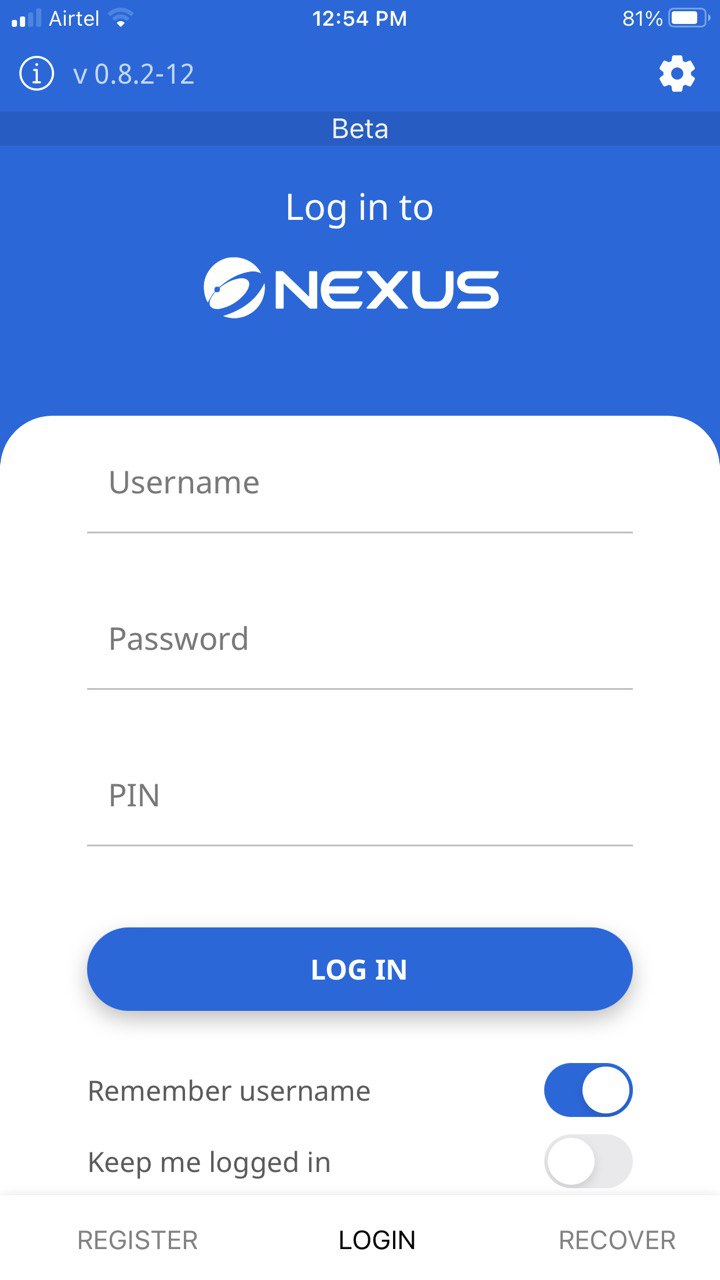 Airtel 12:54 PM 81%
v 0.8.2-12
Beta
Log in to
NEXUS
Username
Password
PIN
LOG IN
Remember username
Keep me logged in
REGISTER LOGIN RECOVER